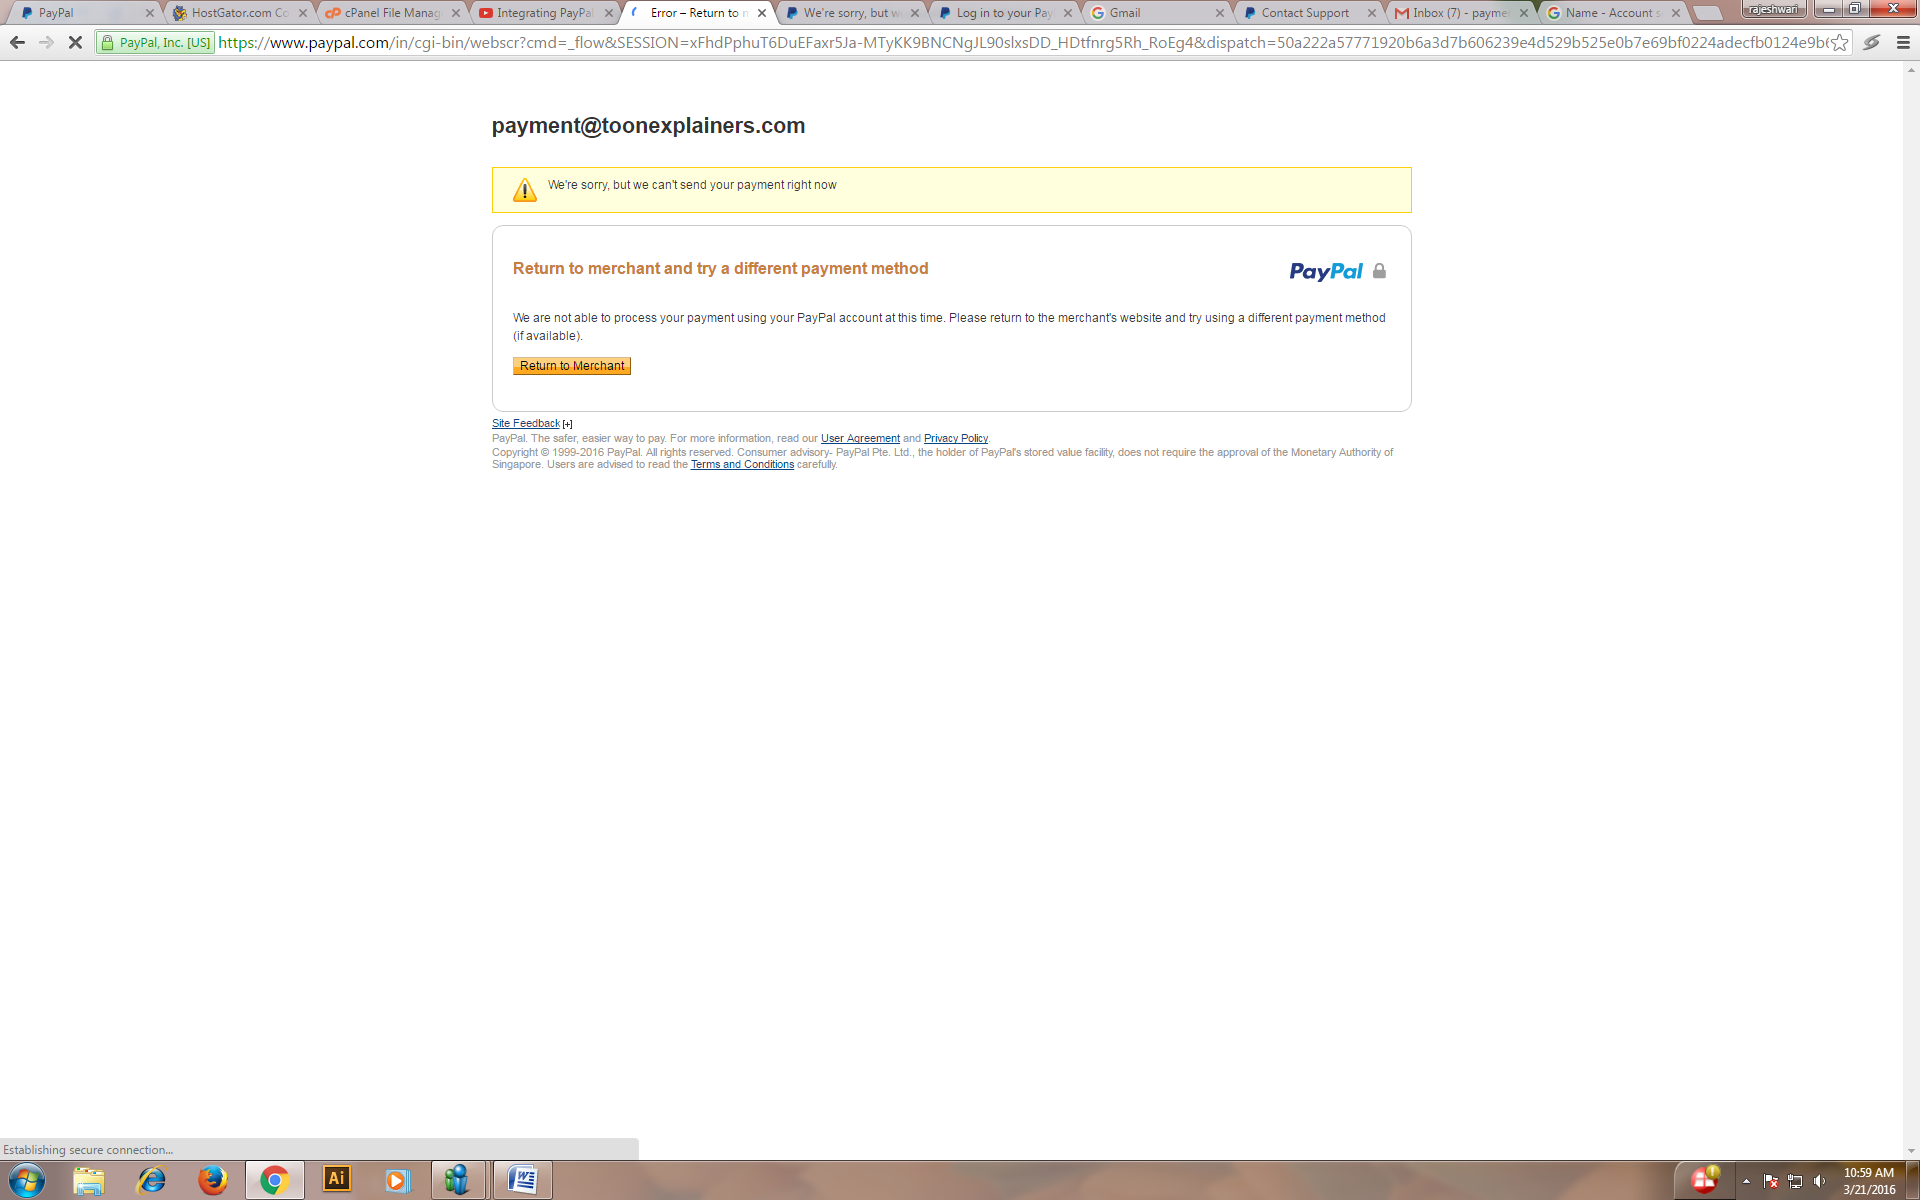 PayPal
HostGator.com Co
cPanel File Manag
Integrating PayPal
Error – Return to m
We're sorry, but we
Log in to your Pay
Gmail
Contact Support
Inbox (7) - payme
Name - Account s
rajeshwari
PayPal, Inc. [US]
https://www.paypal.com/in/cgi-bin/webscr?cmd=_flow&SESSION=xFhdPphuT6DuEFaxr5Ja-MTyKK9BNCNgJL90slxsDD_HDtfnrg5Rh_RoEg4&dispatch=50a222a57771920b6a3d7b606239e4d529b525e0b7e69bf0224adecfb0124e9b6
payment@toonexplainers.com
We're sorry, but we can't send your payment right now
Return to merchant and try a different payment method
PayPal
We are not able to process your payment using your PayPal account at this time. Please return to the merchant's website and try using a different payment method
(if available).
Return to Merchant
Site Feedback [+]
PayPal. The safer, easier way to pay. For more information, read our User Agreement and Privacy Policy.
Copyright © 1999-2016 PayPal. All rights reserved. Consumer advisory- PayPal Pte. Ltd., the holder of PayPal's stored value facility, does not require the approval of the Monetary Authority of
Singapore. Users are advised to read the Terms and Conditions carefully.
Establishing secure connection...
Ai
10:59 AM
3/21/2016